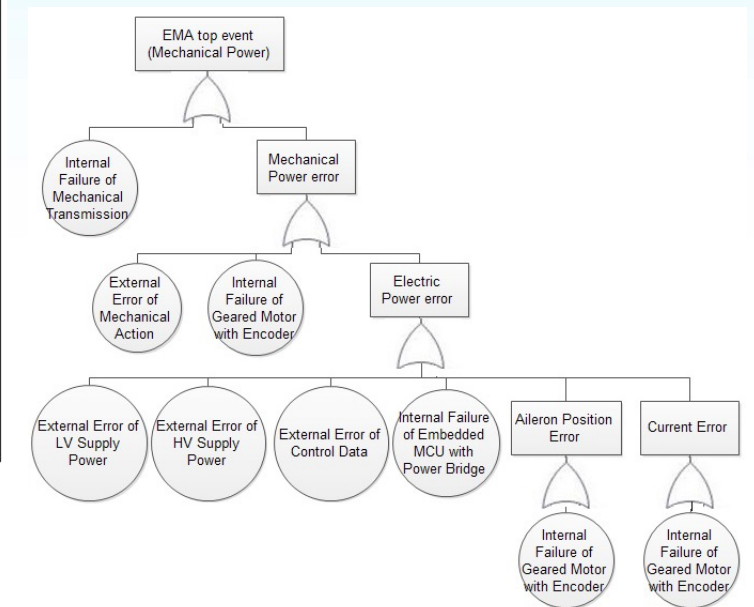 EMA top event
(Mechanical Power)
Internal
Failure of
Mechanical
Transmission
Mechanical
Power error
External
Error of
Mechanical
Action
Internal
Failure of
Geared Motor
with Encoder
Electric
Power error
External Error of
LV Supply
Power
External Error of
HV Supply
Power
External Error of
Control Data
Internal Failure
of Embedded
MCU with
Power Bridge
Aileron Position
Error
Current Error
Internal
Failure of
Geared Motor
with Encoder
Internal
Failure of
Geared Motor
with Encoder